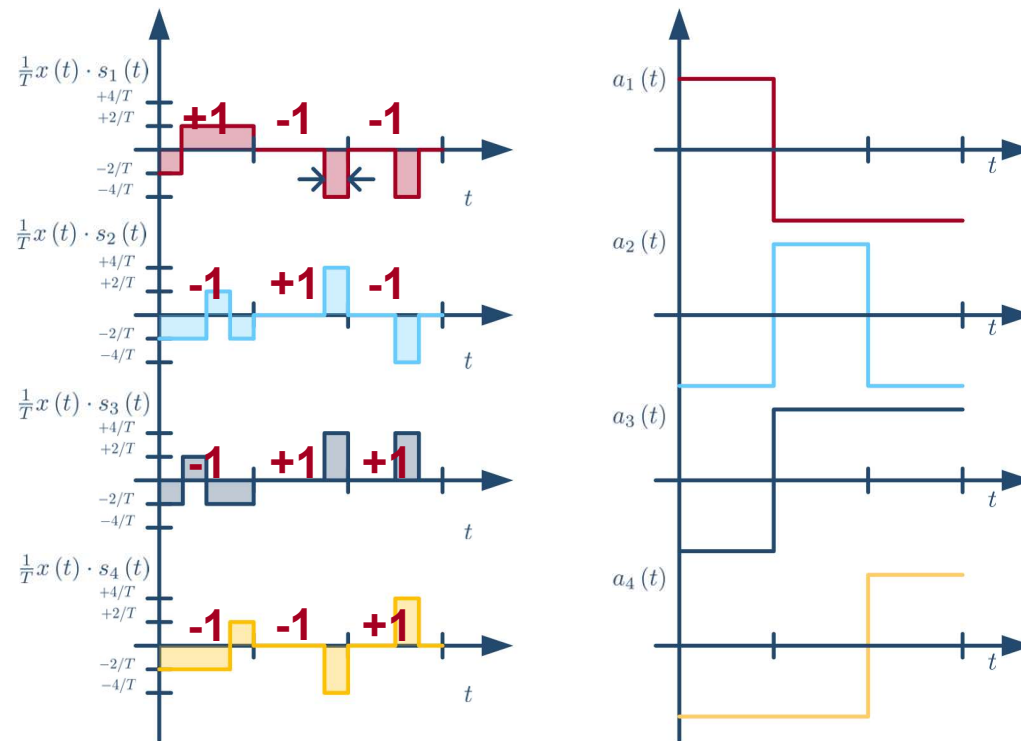 1/T x(t) · s₁(t)
+4/T
+2/T
−2/T
−4/T
+1 -1 -1
t
1/T x(t) · s₂(t)
+4/T
+2/T
−2/T
−4/T
-1 +1 -1
t
1/T x(t) · s₃(t)
+4/T
+2/T
−2/T
−4/T
-1 +1 +1
t
1/T x(t) · s₄(t)
+4/T
+2/T
−2/T
−4/T
-1 -1 +1
t
a₁(t)
t
a₂(t)
t
a₃(t)
t
a₄(t)
t